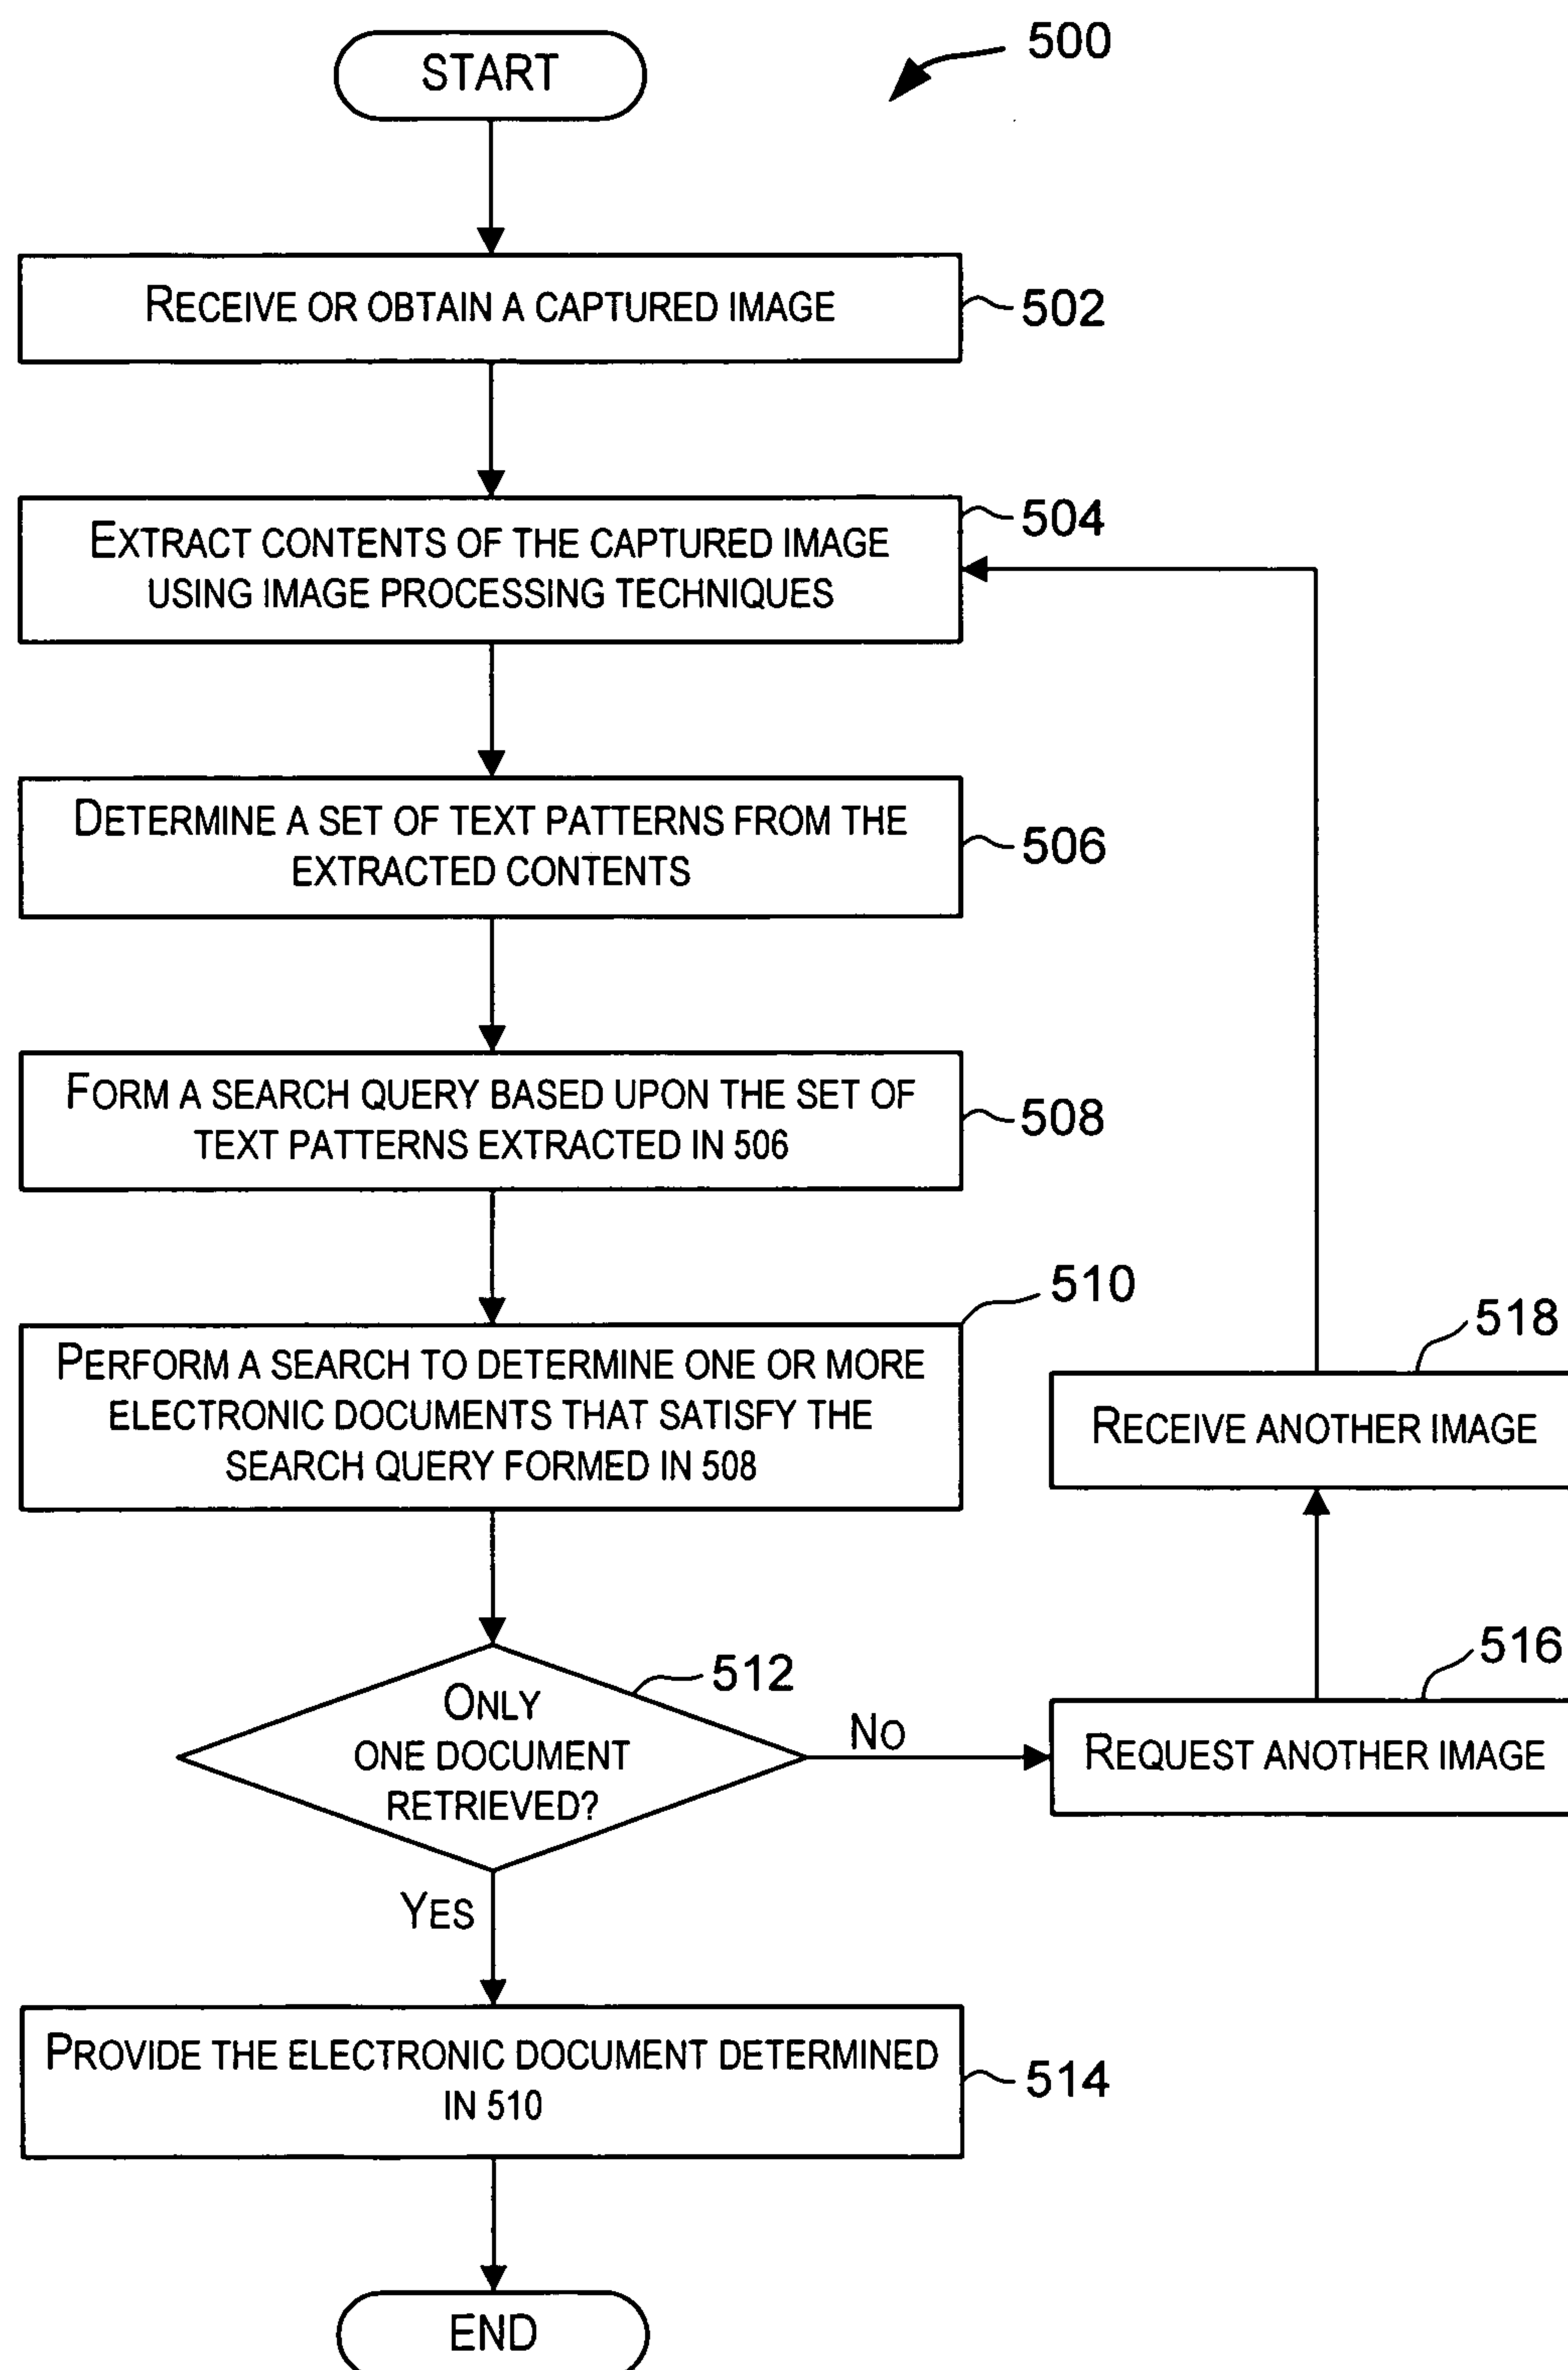 START
500
RECEIVE OR OBTAIN A CAPTURED IMAGE
502
EXTRACT CONTENTS OF THE CAPTURED IMAGE
USING IMAGE PROCESSING TECHNIQUES
504
DETERMINE A SET OF TEXT PATTERNS FROM THE
EXTRACTED CONTENTS
506
FORM A SEARCH QUERY BASED UPON THE SET OF
TEXT PATTERNS EXTRACTED IN 506
508
PERFORM A SEARCH TO DETERMINE ONE OR MORE
ELECTRONIC DOCUMENTS THAT SATISFY THE
SEARCH QUERY FORMED IN 508
510
518
RECEIVE ANOTHER IMAGE
ONLY
ONE DOCUMENT
RETRIEVED?
512
NO
516
REQUEST ANOTHER IMAGE
YES
PROVIDE THE ELECTRONIC DOCUMENT DETERMINED
IN 510
514
END